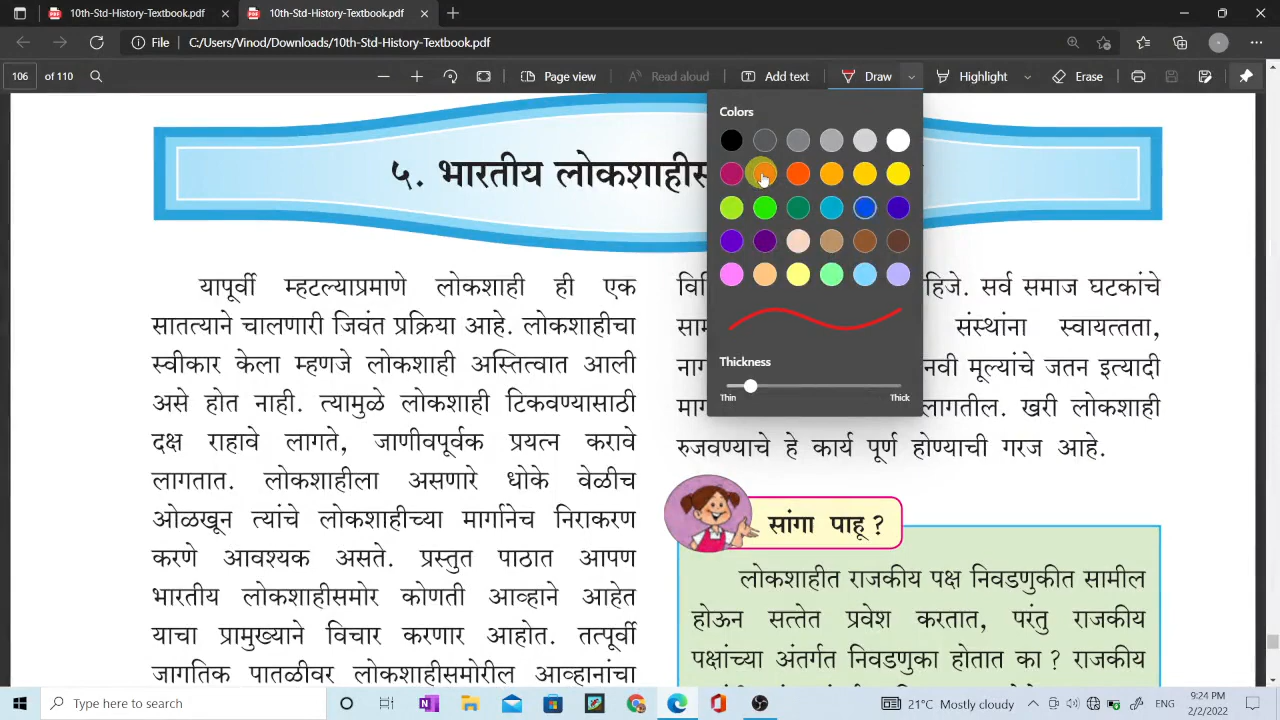 10th-Std-History-Textbook.pdf
10th-Std-History-Textbook.pdf
File C:/Users/Vinod/Downloads/10th-Std-History-Textbook.pdf
106 of 110 Page view Read aloud Add text Draw Highlight Erase
Colors
Thickness
Thin Thick
५. भारतीय
यापूर्वी म्हटल्याप्रमाणे लोकशाही ही एक
सातत्याने चालणारी जिवंत प्रक्रिया आहे. लोकशाहीचा
स्वीकार केला म्हणजे लोकशाही अस्तित्वात आली
असे होत नाही. त्यामुळे लोकशाही टिकवण्यासाठी
दक्ष राहावे लागते, जाणीवपूर्वक प्रयत्न करावे
लागतात. लोकशाहीला असणारे धोके वेळीच
ओळखून त्यांचे लोकशाहीच्या मार्गानेच निराकरण
करणे आवश्यक असते. प्रस्तुत पाठात आपण
भारतीय लोकशाहीसमोर कोणती आव्हाने आहेत
याचा प्रामुख्याने विचार करणार आहोत. तत्पूर्वी
जागतिक पातळीवर लोकशाहीसमोरील आव्हानांचा
हिजे. सर्व समाज घटकांचे
संस्थांना स्वायत्तता,
नवी मूल्यांचे जतन इत्यादी
लागतील. खरी लोकशाही
रुजवण्याचे हे कार्य पूर्ण होण्याची गरज आहे.
सांगा पाहू ?
लोकशाहीत राजकीय पक्ष निवडणुकीत सामील
होऊन सत्तेत प्रवेश करतात, परंतु राजकीय
पक्षांच्या अंतर्गत निवडणुका होतात का ? राजकीय
Type here to search
21°C Mostly cloudy
ENG
9:24 PM
2/2/2022